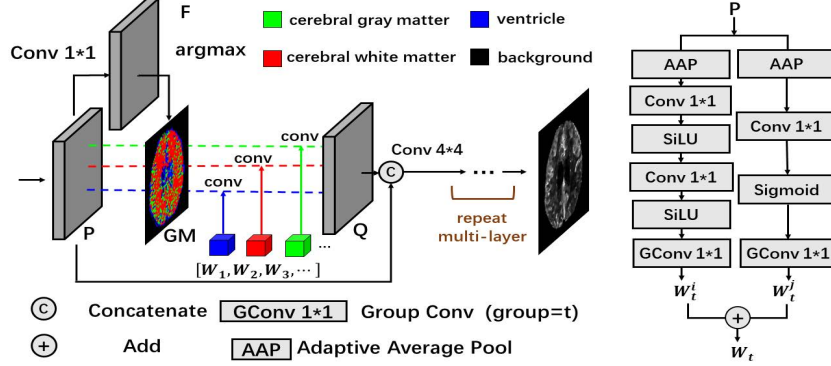 F
argmax
Conv 1*1
cerebral gray matter
ventricle
cerebral white matter
background
conv
conv
conv
Conv 4*4
C
...
repeat
multi-layer
P
GM
Q
...
[W₁, W₂, W₃, ⋯]
C Concatenate GConv 1*1 Group Conv (group=t)
+ Add AAP Adaptive Average Pool
P
AAP
Conv 1*1
SiLU
Conv 1*1
SiLU
GConv 1*1
AAP
Conv 1*1
Sigmoid
GConv 1*1
Wₜⁱ
Wₜʲ
+
Wₜ